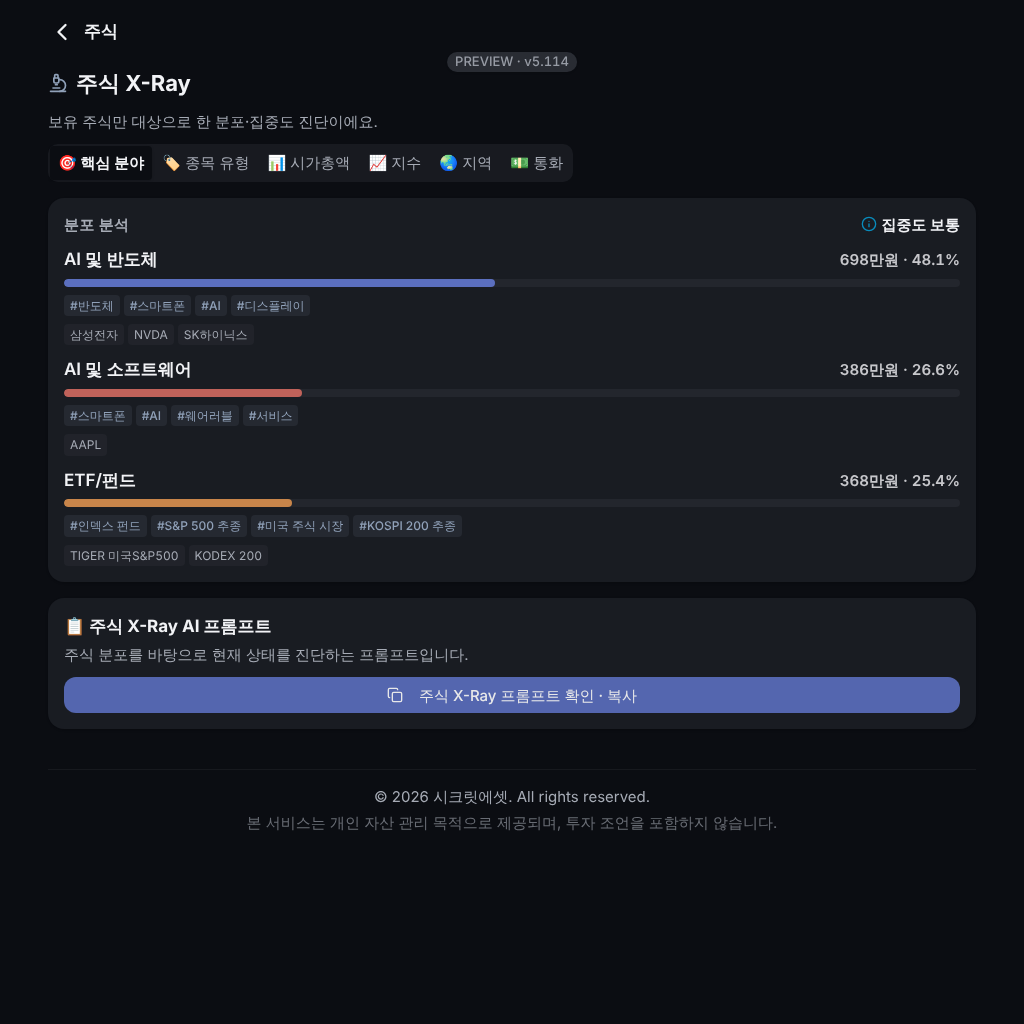 주식
PREVIEW · v5.114
주식 X-Ray
보유 주식만 대상으로 한 분포·집중도 진단이에요.
핵심 분야 종목 유형 시가총액 지수 지역 통화
분포 분석 집중도 보통
AI 및 반도체 698만원 · 48.1%
#반도체 #스마트폰 #AI #디스플레이
삼성전자 NVDA SK하이닉스
AI 및 소프트웨어 386만원 · 26.6%
#스마트폰 #AI #웨어러블 #서비스
AAPL
ETF/펀드 368만원 · 25.4%
#인덱스 펀드 #S&P 500 추종 #미국 주식 시장 #KOSPI 200 추종
TIGER 미국S&P500 KODEX 200
주식 X-Ray AI 프롬프트
주식 분포를 바탕으로 현재 상태를 진단하는 프롬프트입니다.
주식 X-Ray 프롬프트 확인 · 복사
© 2026 시크릿에셋. All rights reserved.
본 서비스는 개인 자산 관리 목적으로 제공되며, 투자 조언을 포함하지 않습니다.